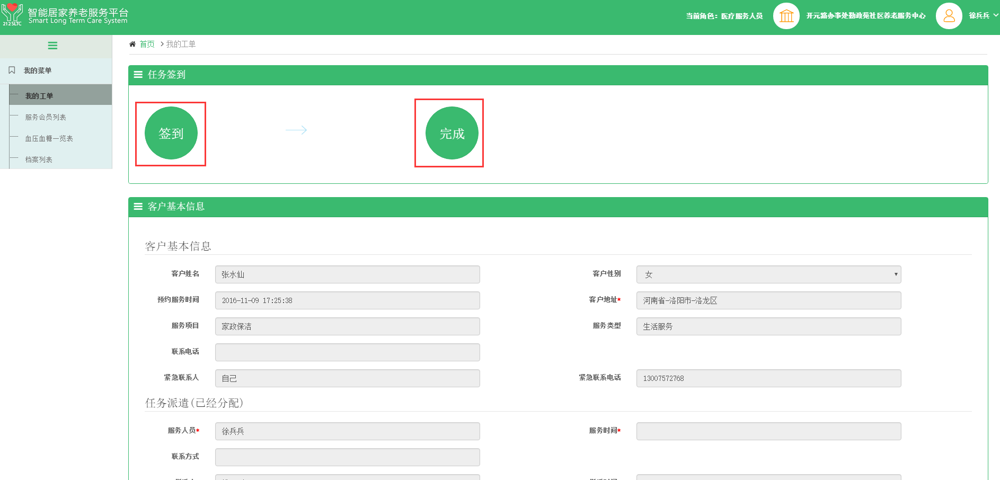 智能居家养老服务平台
Smart Long Term Care System
212SLTC
当前角色：医疗服务人员
开元路办事处勤政苑社区养老服务中心
徐兵兵
首页 > 我的工单
我的菜单
我的工单
服务会员列表
血压血糖一览表
档案列表
任务签到
签到
完成
客户基本信息
客户基本信息
客户姓名 张水仙 客户性别 女
预约服务时间 2016-11-09 17:25:38 客户地址* 河南省-洛阳市-洛龙区
服务项目 家政保洁 服务类型 生活服务
联系电话
紧急联系人 自己 紧急联系电话 13007572768
任务派遣(已经分配)
服务人员* 徐兵兵 服务时间*
联系方式